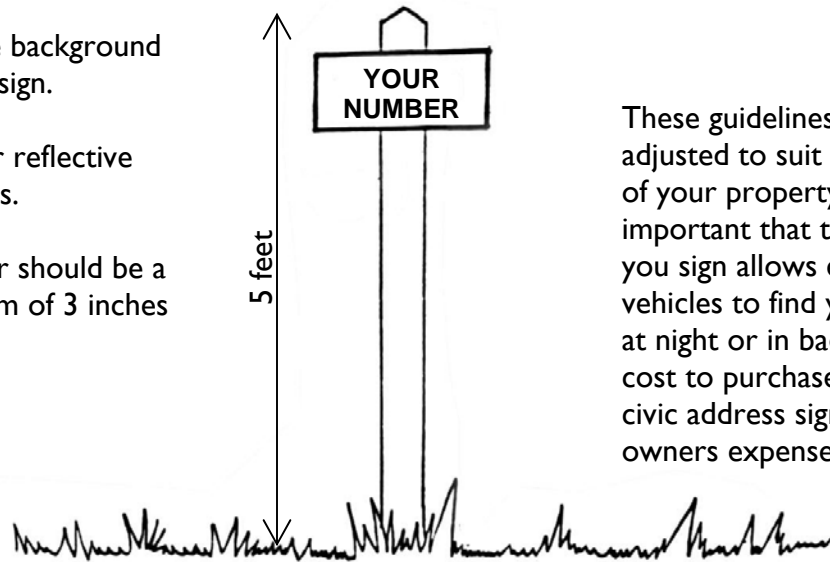 e background
sign.
r reflective
s.
r should be a
m of 3 inches
5 feet
YOUR
NUMBER
These guidelines
adjusted to suit
of your property
important that t
you sign allows e
vehicles to find y
at night or in ba
cost to purchase
civic address sig
owners expense